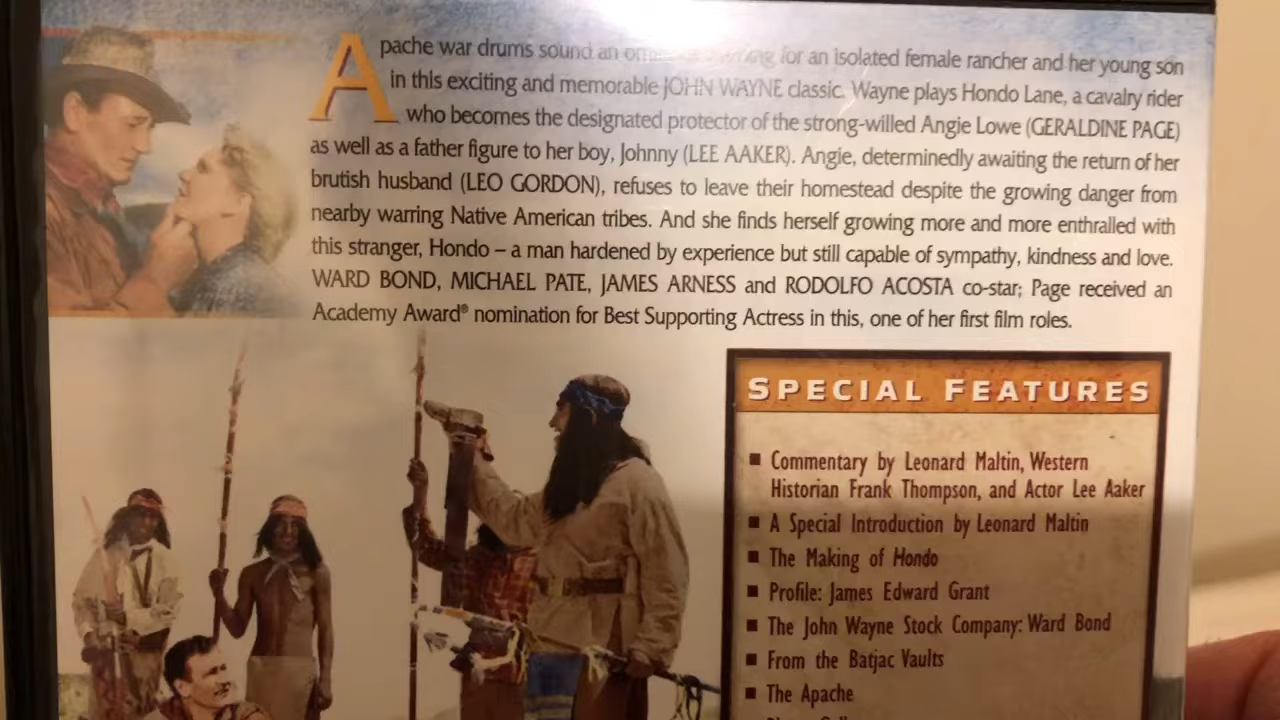 Apache war drums sound an for an isolated female rancher and her young son
in this exciting and memorable JOHN WAYNE classic. Wayne plays Hondo Lane, a cavalry rider
who becomes the designated protector of the strong-willed Angie Lowe (GERALDINE PAGE)
as well as a father figure to her boy, Johnny (LEE AAKER). Angie, determinedly awaiting the return of her
brutish husband (LEO GORDON), refuses to leave their homestead despite the growing danger from
nearby warring Native American tribes. And she finds herself growing more and more enthralled with
this stranger, Hondo – a man hardened by experience but still capable of sympathy, kindness and love.
WARD BOND, MICHAEL PATE, JAMES ARNESS and RODOLFO ACOSTA co-star; Page received an
Academy Award® nomination for Best Supporting Actress in this, one of her first film roles.
SPECIAL FEATURES
■ Commentary by Leonard Maltin, Western
Historian Frank Thompson, and Actor Lee Aaker
■ A Special Introduction by Leonard Maltin
■ The Making of Hondo
■ Profile: James Edward Grant
■ The John Wayne Stock Company: Ward Bond
■ From the Batjac Vaults
■ The Apache